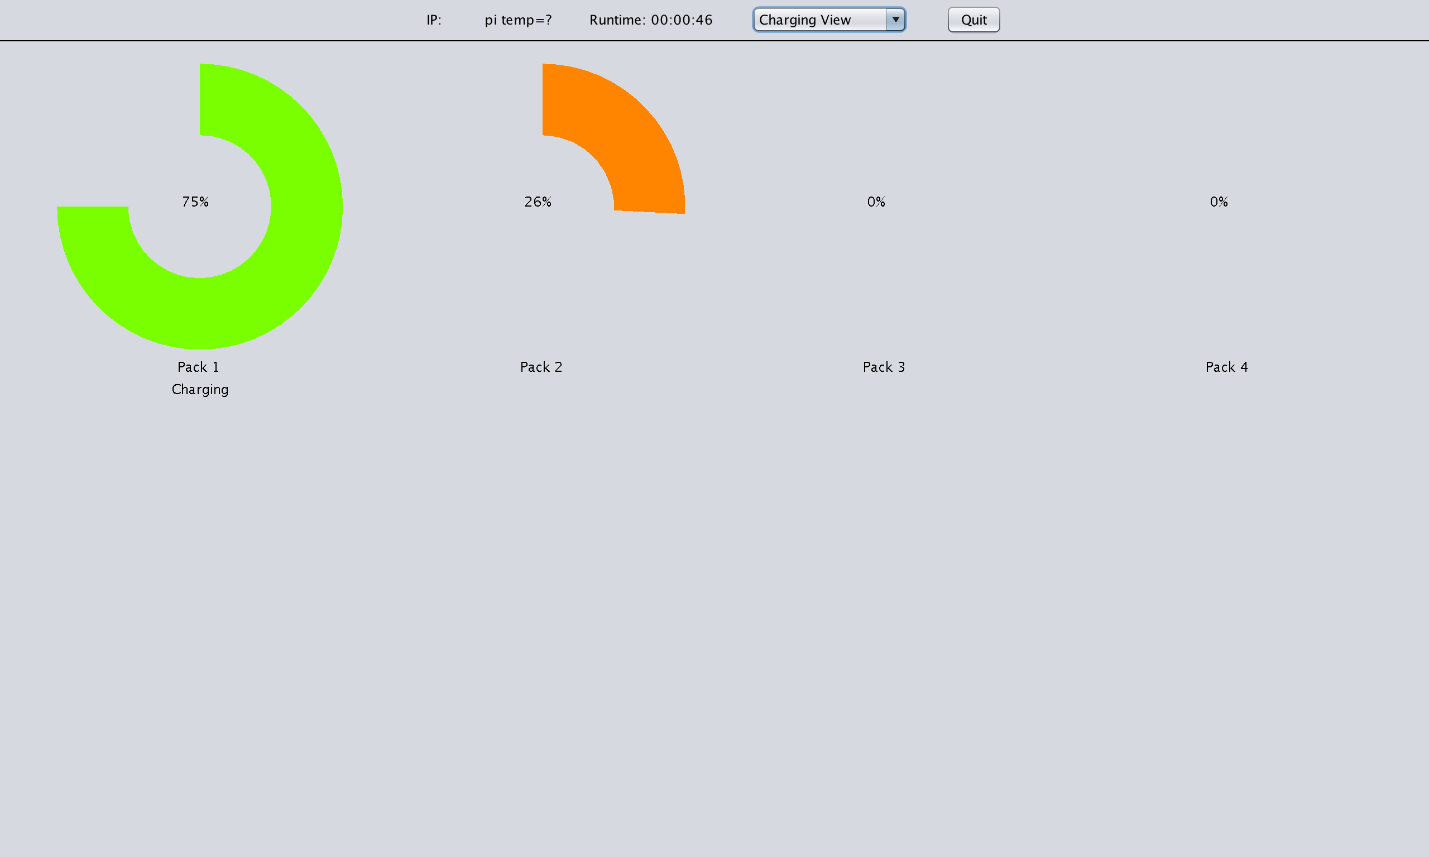 IP: pi temp=? Runtime: 00:00:46 Charging View Quit
75% 26% 0% 0%
Pack 1 Pack 2 Pack 3 Pack 4
Charging